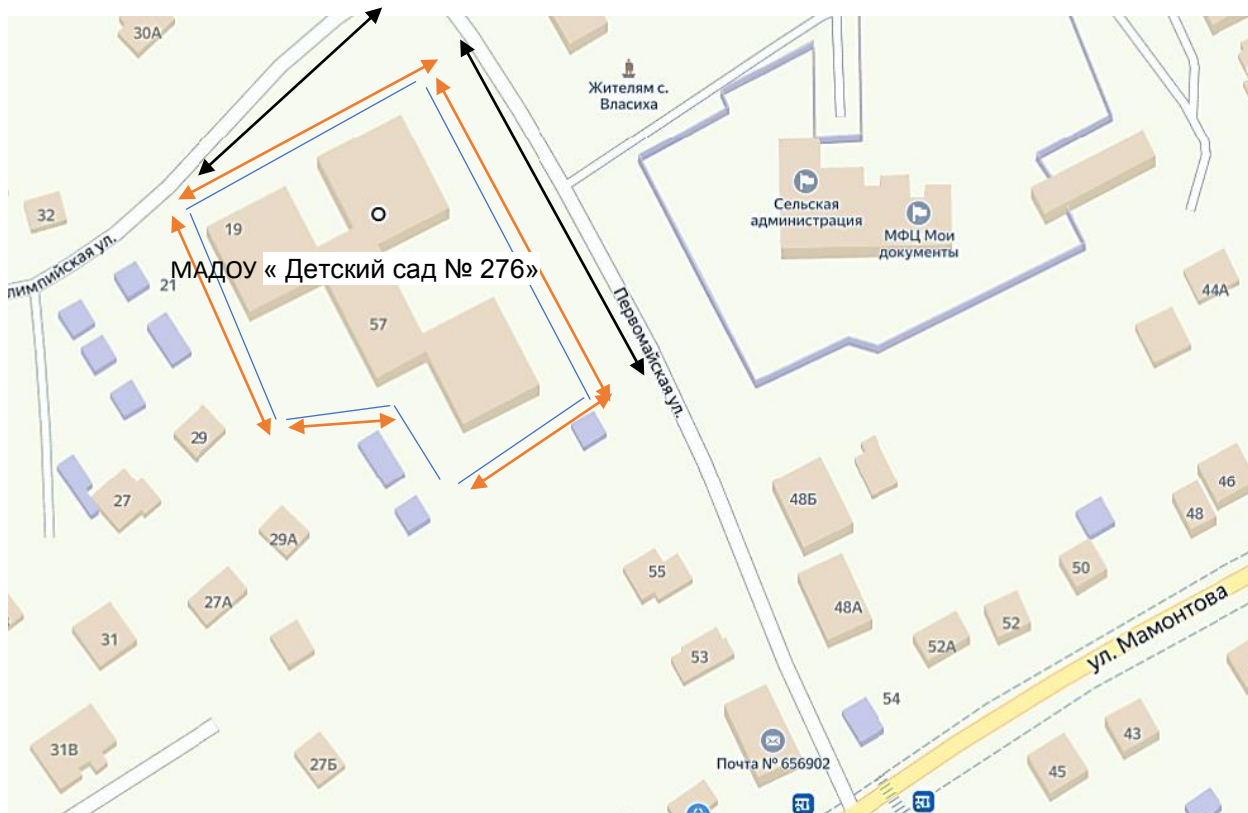 30А
Жителям с.
Власиха
32
19
Сельская
администрация
МФЦ Мои
документы
лимпийская ул.
МАДОУ « Детский сад № 276»
21
44А
57
Первомайская ул.
29
27
48Б
46
48
29А
50
55
27А
48А
52
31
52А
ул. Мамонтова
53
54
31В
27Б
Почта № 656902
43
45